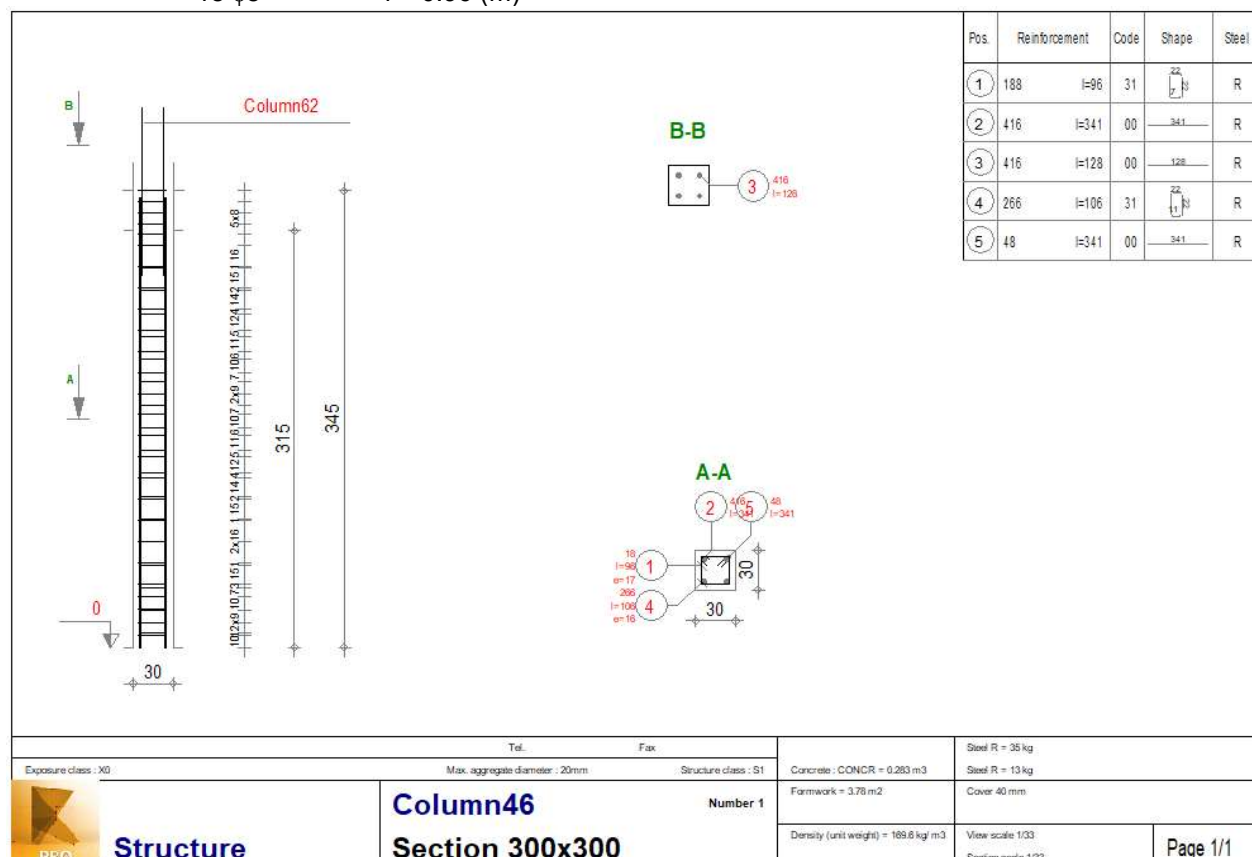 Pos. Reinforcement Code Shape Steel
1 188 l=96 31 22 7 R
2 416 l=341 00 341 R
3 416 l=128 00 128 R
4 266 l=106 31 22 11 R
5 48 l=341 00 341 R
B
Column62
B-B
3 416
l=128
5x8
A
315
345
0
30
A-A
2
5 48
l=341
18
l=96
e=17
1
266
l=106
e=16
4
30
30
Tel. Fax
Steel R = 35 kg
Exposure class : X0 Max. aggregate diameter : 20mm Structure class : S1 Concrete : CONCR = 0.283 m3 Steel R = 13 kg
Column46 Number 1 Formwork = 3.78 m2 Cover 40 mm
Structure Section 300x300 Density (unit weight) = 169.6 kg/ m3 View scale 1/33
Page 1/1